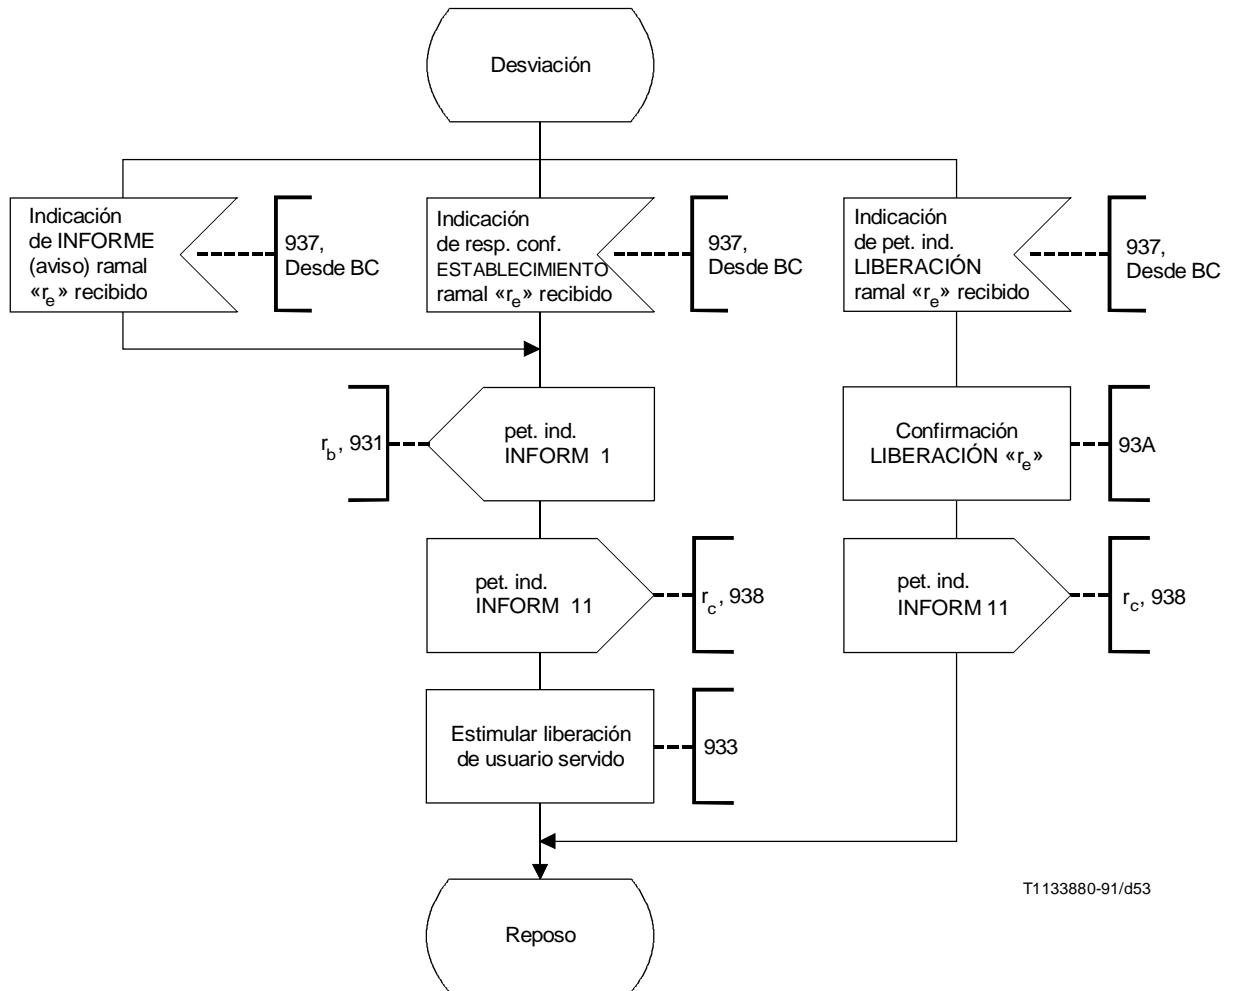 Desviación
Indicación
de INFORME
(aviso) ramal
«re» recibido
937,
Desde BC
Indicación
de resp. conf.
ESTABLECIMIENTO
ramal «re» recibido
937,
Desde BC
Indicación
de pet. ind.
LIBERACIÓN
ramal «re» recibido
937,
Desde BC
rb, 931
pet. ind.
INFORM 1
Confirmación
LIBERACIÓN «re»
93A
pet. ind.
INFORM 11
rc, 938
pet. ind.
INFORM 11
rc, 938
Estimular liberación
de usuario servido
933
T1133880-91/d53
Reposo